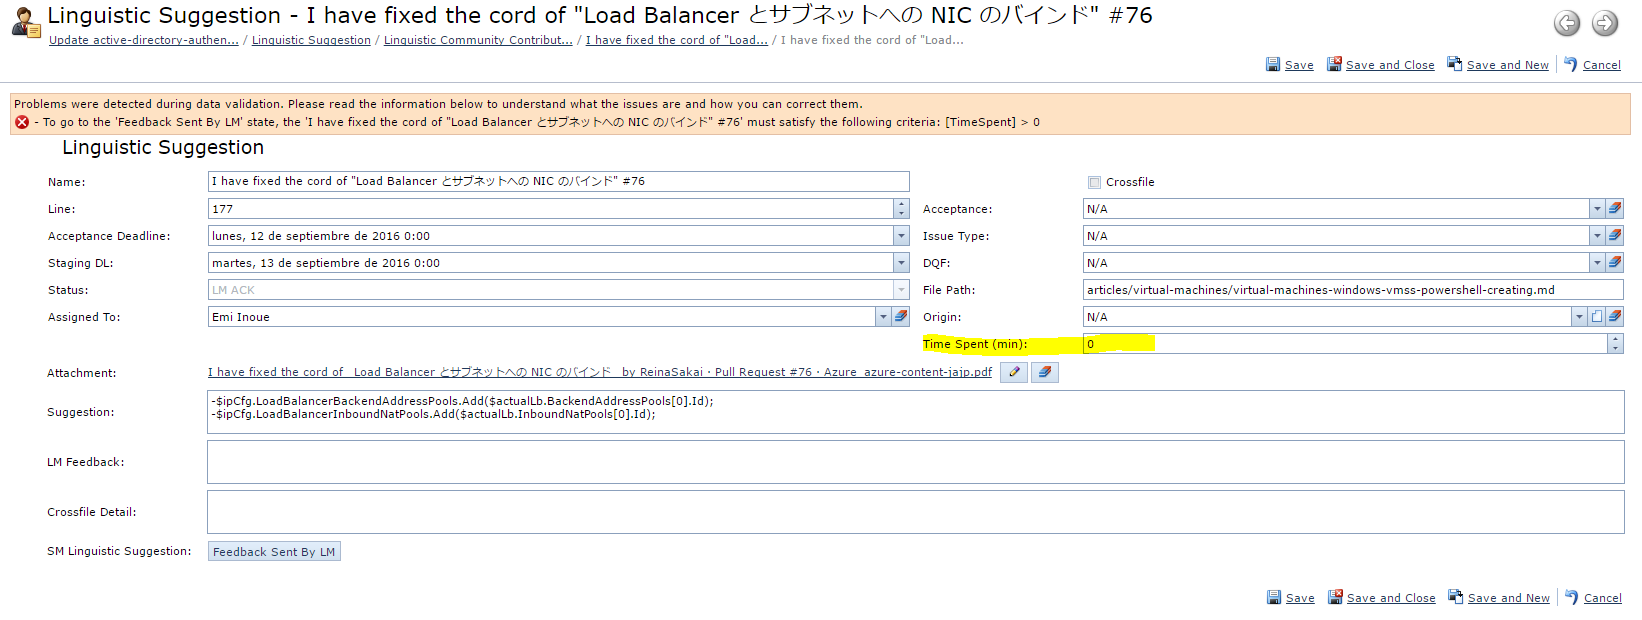 Linguistic Suggestion - I have fixed the cord of "Load Balancer とサブネットへの NIC のバインド" #76
Update active-directory-authen... / Linguistic Suggestion / Linguistic Community Contribut... / I have fixed the cord of "Load... / I have fixed the cord of "Load...
Save Save and Close Save and New Cancel
Problems were detected during data validation. Please read the information below to understand what the issues are and how you can correct them.
- To go to the 'Feedback Sent By LM' state, the 'I have fixed the cord of "Load Balancer とサブネットへの NIC のバインド" #76' must satisfy the following criteria: [TimeSpent] > 0
Linguistic Suggestion
Name: I have fixed the cord of "Load Balancer とサブネットへの NIC のバインド" #76 Crossfile
Line: 177 Acceptance: N/A
Acceptance Deadline: lunes, 12 de septiembre de 2016 0:00 Issue Type: N/A
Staging DL: martes, 13 de septiembre de 2016 0:00 DQF: N/A
Status: LM ACK File Path: articles/virtual-machines/virtual-machines-windows-vmss-powershell-creating.md
Assigned To: Emi Inoue Origin: N/A
Time Spent (min): 0
Attachment: I have fixed the cord of _Load Balancer とサブネットへの NIC のバインド_ by ReinaSakai · Pull Request #76 · Azure_azure-content-jajp.pdf
Suggestion: -$ipCfg.LoadBalancerBackendAddressPools.Add($actualLb.BackendAddressPools[0].Id);
-$ipCfg.LoadBalancerInboundNatPools.Add($actualLb.InboundNatPools[0].Id);
LM Feedback:
Crossfile Detail:
SM Linguistic Suggestion: Feedback Sent By LM
Save Save and Close Save and New Cancel